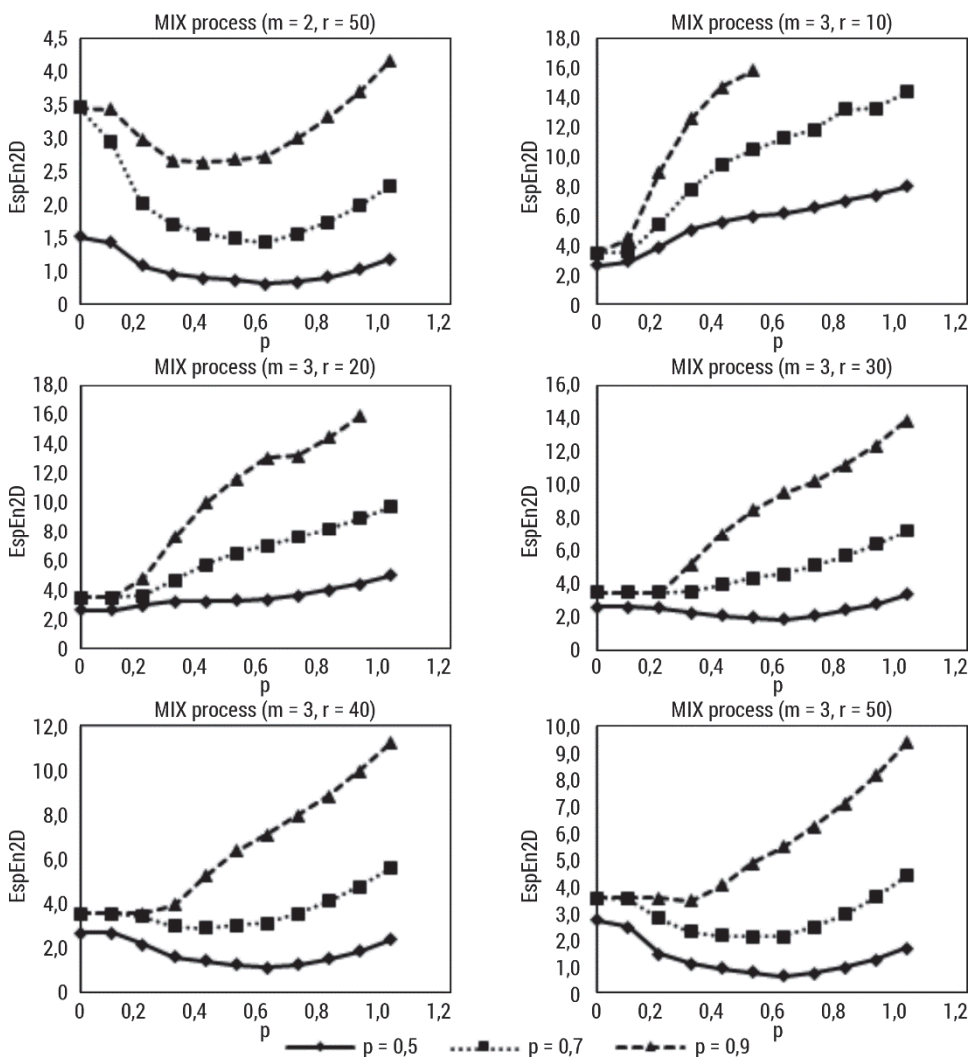 MIX process (m = 2, r = 50)
4,5
4,0
3,5
3,0
2,5
2,0
1,5
1,0
1,5
1,0
0
EspEn2D
0 0,2 0,4 0,6 0,8 1,0 1,2
p
MIX process (m = 3, r = 10)
18,0
16,0
14,0
12,0
10,0
8,0
6,0
4,0
2,0
0
EspEn2D
0 0,2 0,4 0,6 0,8 1,0 1,2
p
MIX process (m = 3, r = 20)
18,0
16,0
14,0
12,0
10,0
8,0
6,0
4,0
2,0
0
EspEn2D
0 0,2 0,4 0,6 0,8 1,0 1,2
p
MIX process (m = 3, r = 30)
16,0
14,0
12,0
10,0
8,0
6,0
4,0
2,0
0
EspEn2D
0 0,2 0,4 0,6 0,8 1,0 1,2
p
MIX process (m = 3, r = 40)
12,0
10,0
8,0
6,0
4,0
2,0
0
EspEn2D
0 0,2 0,4 0,6 0,8 1,0 1,2
p
MIX process (m = 3, r = 50)
10,0
9,0
8,0
7,0
6,0
5,0
4,0
3,0
2,0
1,0
0
EspEn2D
0 0,2 0,4 0,6 0,8 1,0 1,2
p
p = 0,5 p = 0,7 p = 0,9